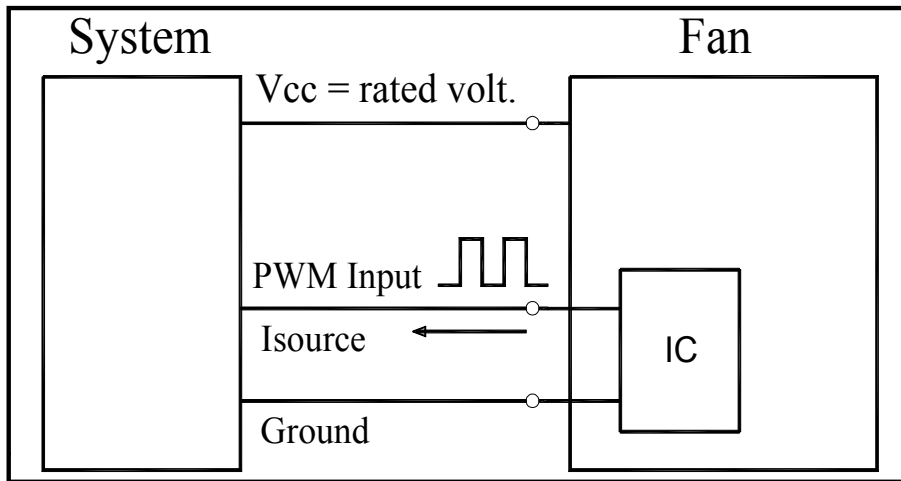 System
Fan
Vcc = rated volt.
PWM Input
Isource
IC
Ground